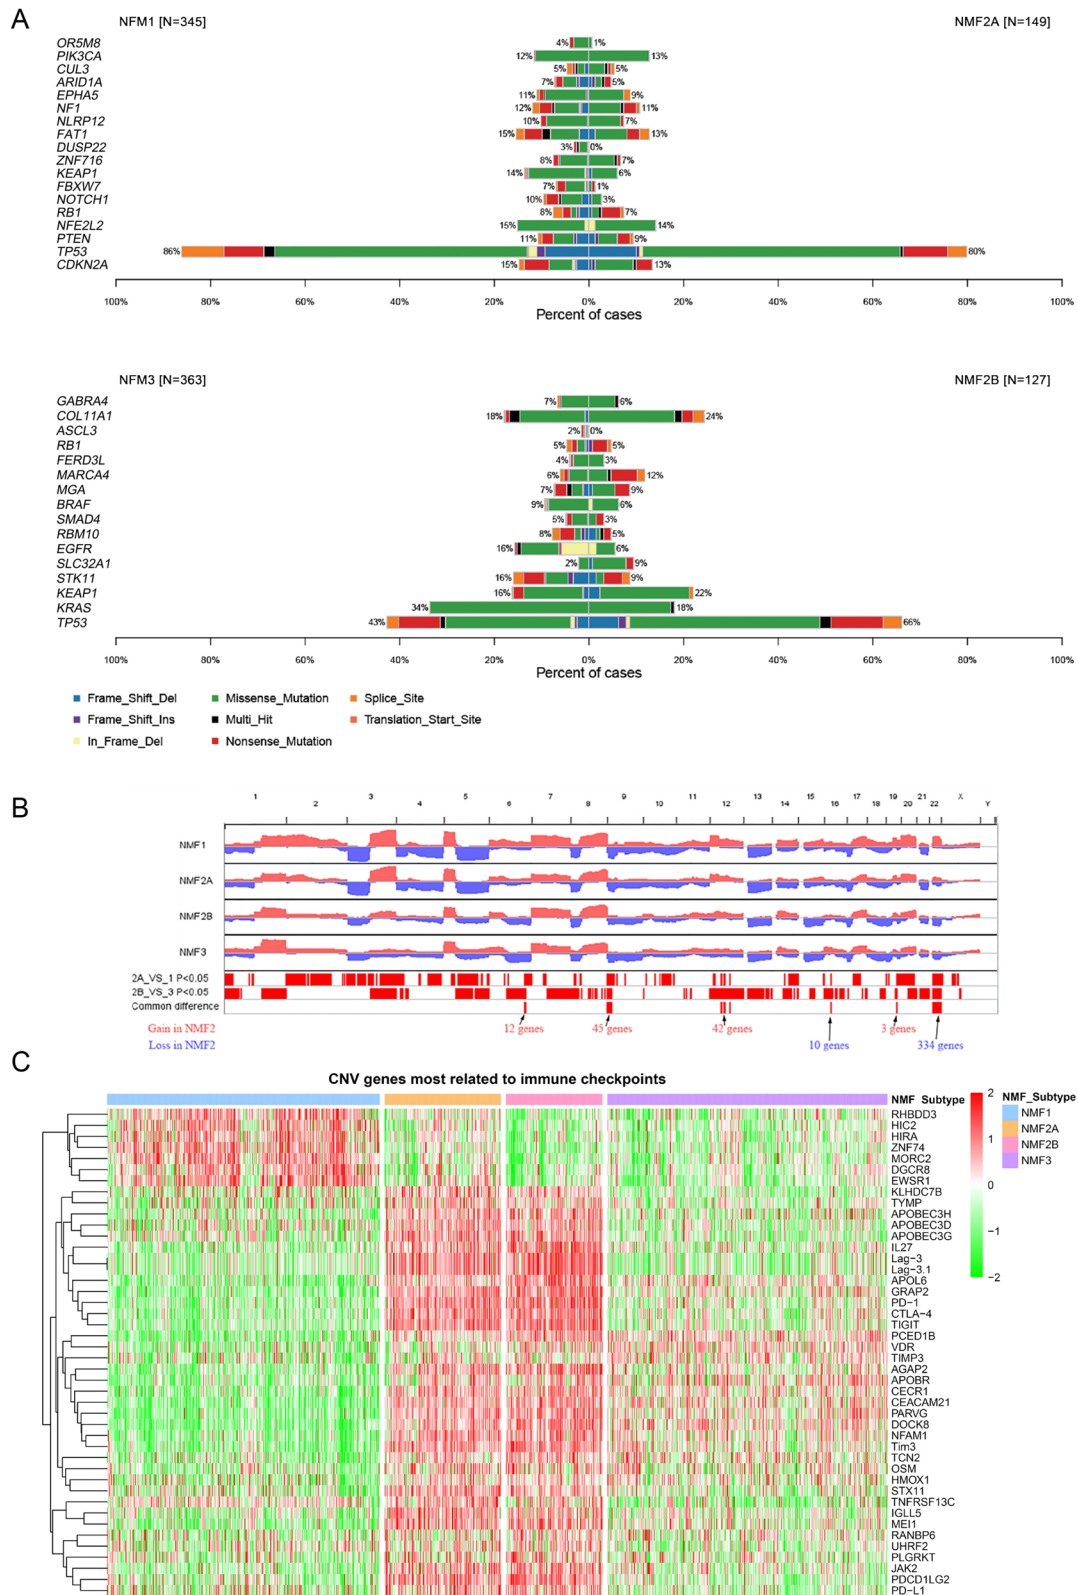 A
NFM1 [N=345] NMF2A [N=149]
OR5M8 4% 1%
PIK3CA 12% 13%
CUL3 5% 5%
ARID1A 7% 5%
EPHA5 11% 9%
NF1 12% 11%
NLRP12 10% 7%
FAT1 15% 13%
DUSP22 3% 0%
ZNF716 8% 7%
KEAP1 14% 6%
FBXW7 7% 1%
NOTCH1 10% 3%
RB1 8% 7%
NFE2L2 15% 14%
PTEN 11% 9%
TP53 86% 80%
CDKN2A 15% 13%
100% 80% 60% 40% 20% 0% 20% 40% 60% 80% 100%
Percent of cases
NFM3 [N=363] NMF2B [N=127]
GABRA4 7% 6%
COL11A1 18% 24%
ASCL3 2% 0%
RB1 5% 5%
FERD3L 4% 3%
MARCA4 6% 12%
MGA 7% 9%
BRAF 9% 6%
SMAD4 5% 3%
RBM10 8% 5%
EGFR 16% 6%
SLC32A1 2% 9%
STK11 16% 9%
KEAP1 16% 22%
KRAS 34% 18%
TP53 43% 66%
100% 80% 60% 40% 20% 0% 20% 40% 60% 80% 100%
Percent of cases
Frame_Shift_Del Missense_Mutation Splice_Site
Frame_Shift_Ins Multi_Hit Translation_Start_Site
In_Frame_Del Nonsense_Mutation
B
1 2 3 4 5 6 7 8 9 10 11 12 13 14 15 16 17 18 19 20 21 22 X Y
NMF1
NMF2A
NMF2B
NMF3
2A_VS_1 P<0.05
2B_VS_3 P<0.05
Common difference
Gain in NMF2 12 genes 45 genes 42 genes 3 genes
Loss in NMF2 10 genes 334 genes
C
CNV genes most related to immune checkpoints
NMF_Subtype
RHBDD3
HIC2
HIRA
ZNF74
MORC2
DGCR8
EWSR1
KLHDC7B
TYMP
APOBEC3H
APOBEC3D
APOBEC3G
IL27
Lag−3
Lag−3.1
APOL6
GRAP2
PD−1
CTLA−4
TIGIT
PCED1B
VDR
TIMP3
AGAP2
APOBR
CECR1
CEACAM21
PARVG
DOCK8
NFAM1
Tim3
TCN2
OSM
HMOX1
STX11
TNFRSF13C
IGLL5
MEI1
RANBP6
UHRF2
PLGRKT
JAK2
PDCD1LG2
PD−L1
2
1
0
−1
−2
NMF_Subtype
NMF1
NMF2A
NMF2B
NMF3